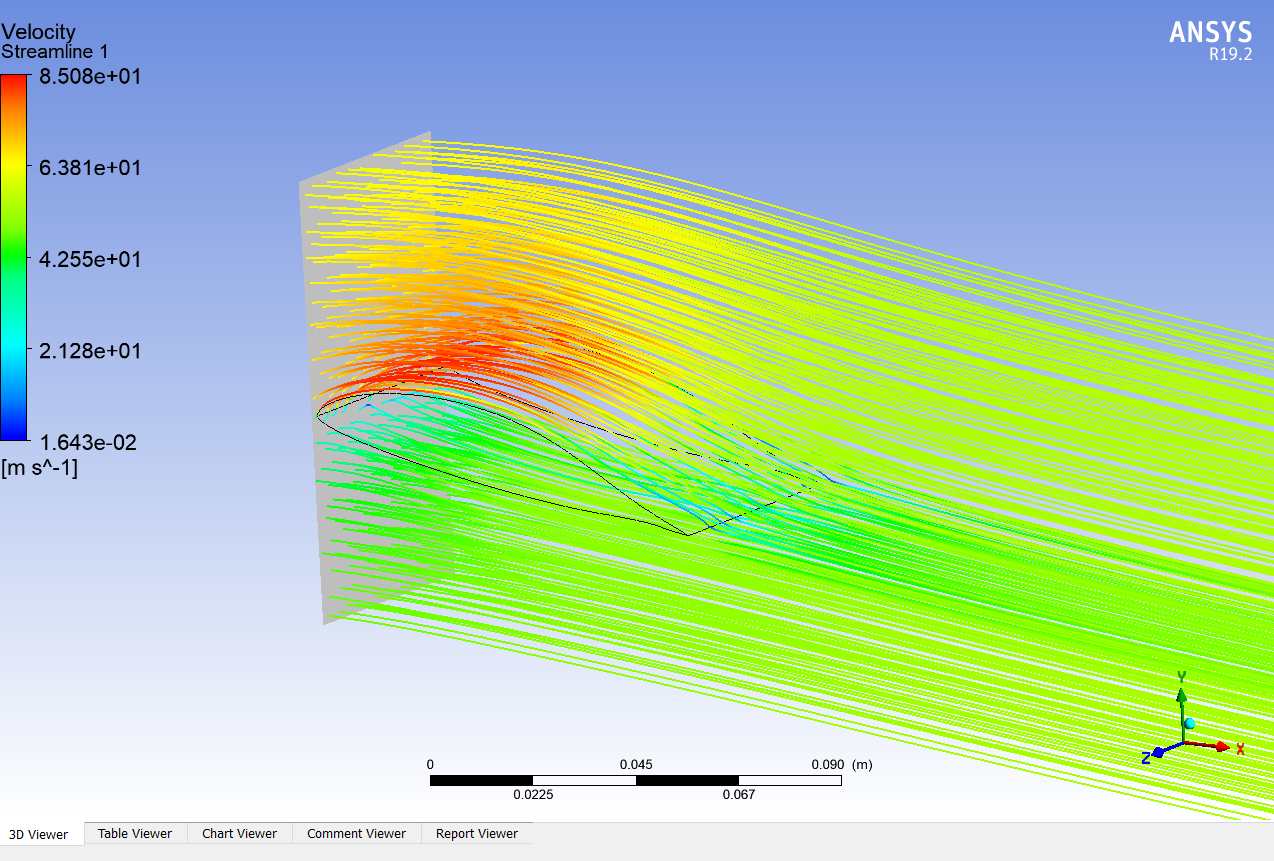 Velocity
Streamline 1
8.508e+01
6.381e+01
4.255e+01
2.128e+01
1.643e-02
[m s^-1]
ANSYS
R19.2
Y
X
Z
0 0.045 0.090 (m)
0.0225 0.067
3D Viewer Table Viewer Chart Viewer Comment Viewer Report Viewer